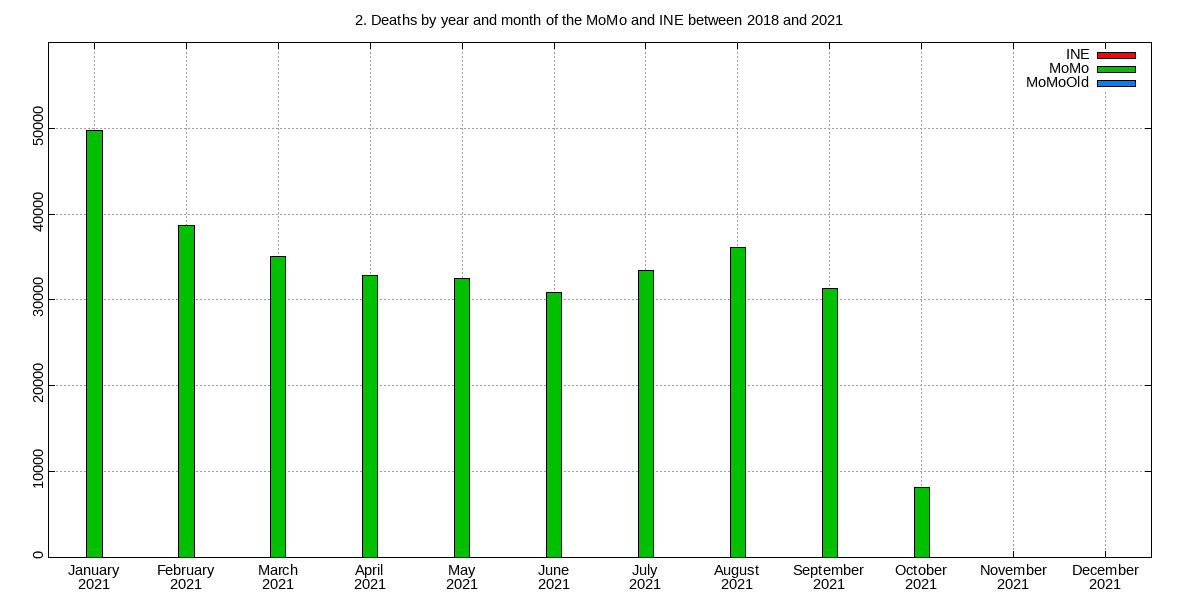 2. Deaths by year and month of the MoMo and INE between 2018 and 2021
INE
MoMo
MoMoOld
50000
40000
30000
20000
10000
0
January February March April May June July August September October November December
2021 2021 2021 2021 2021 2021 2021 2021 2021 2021 2021 2021